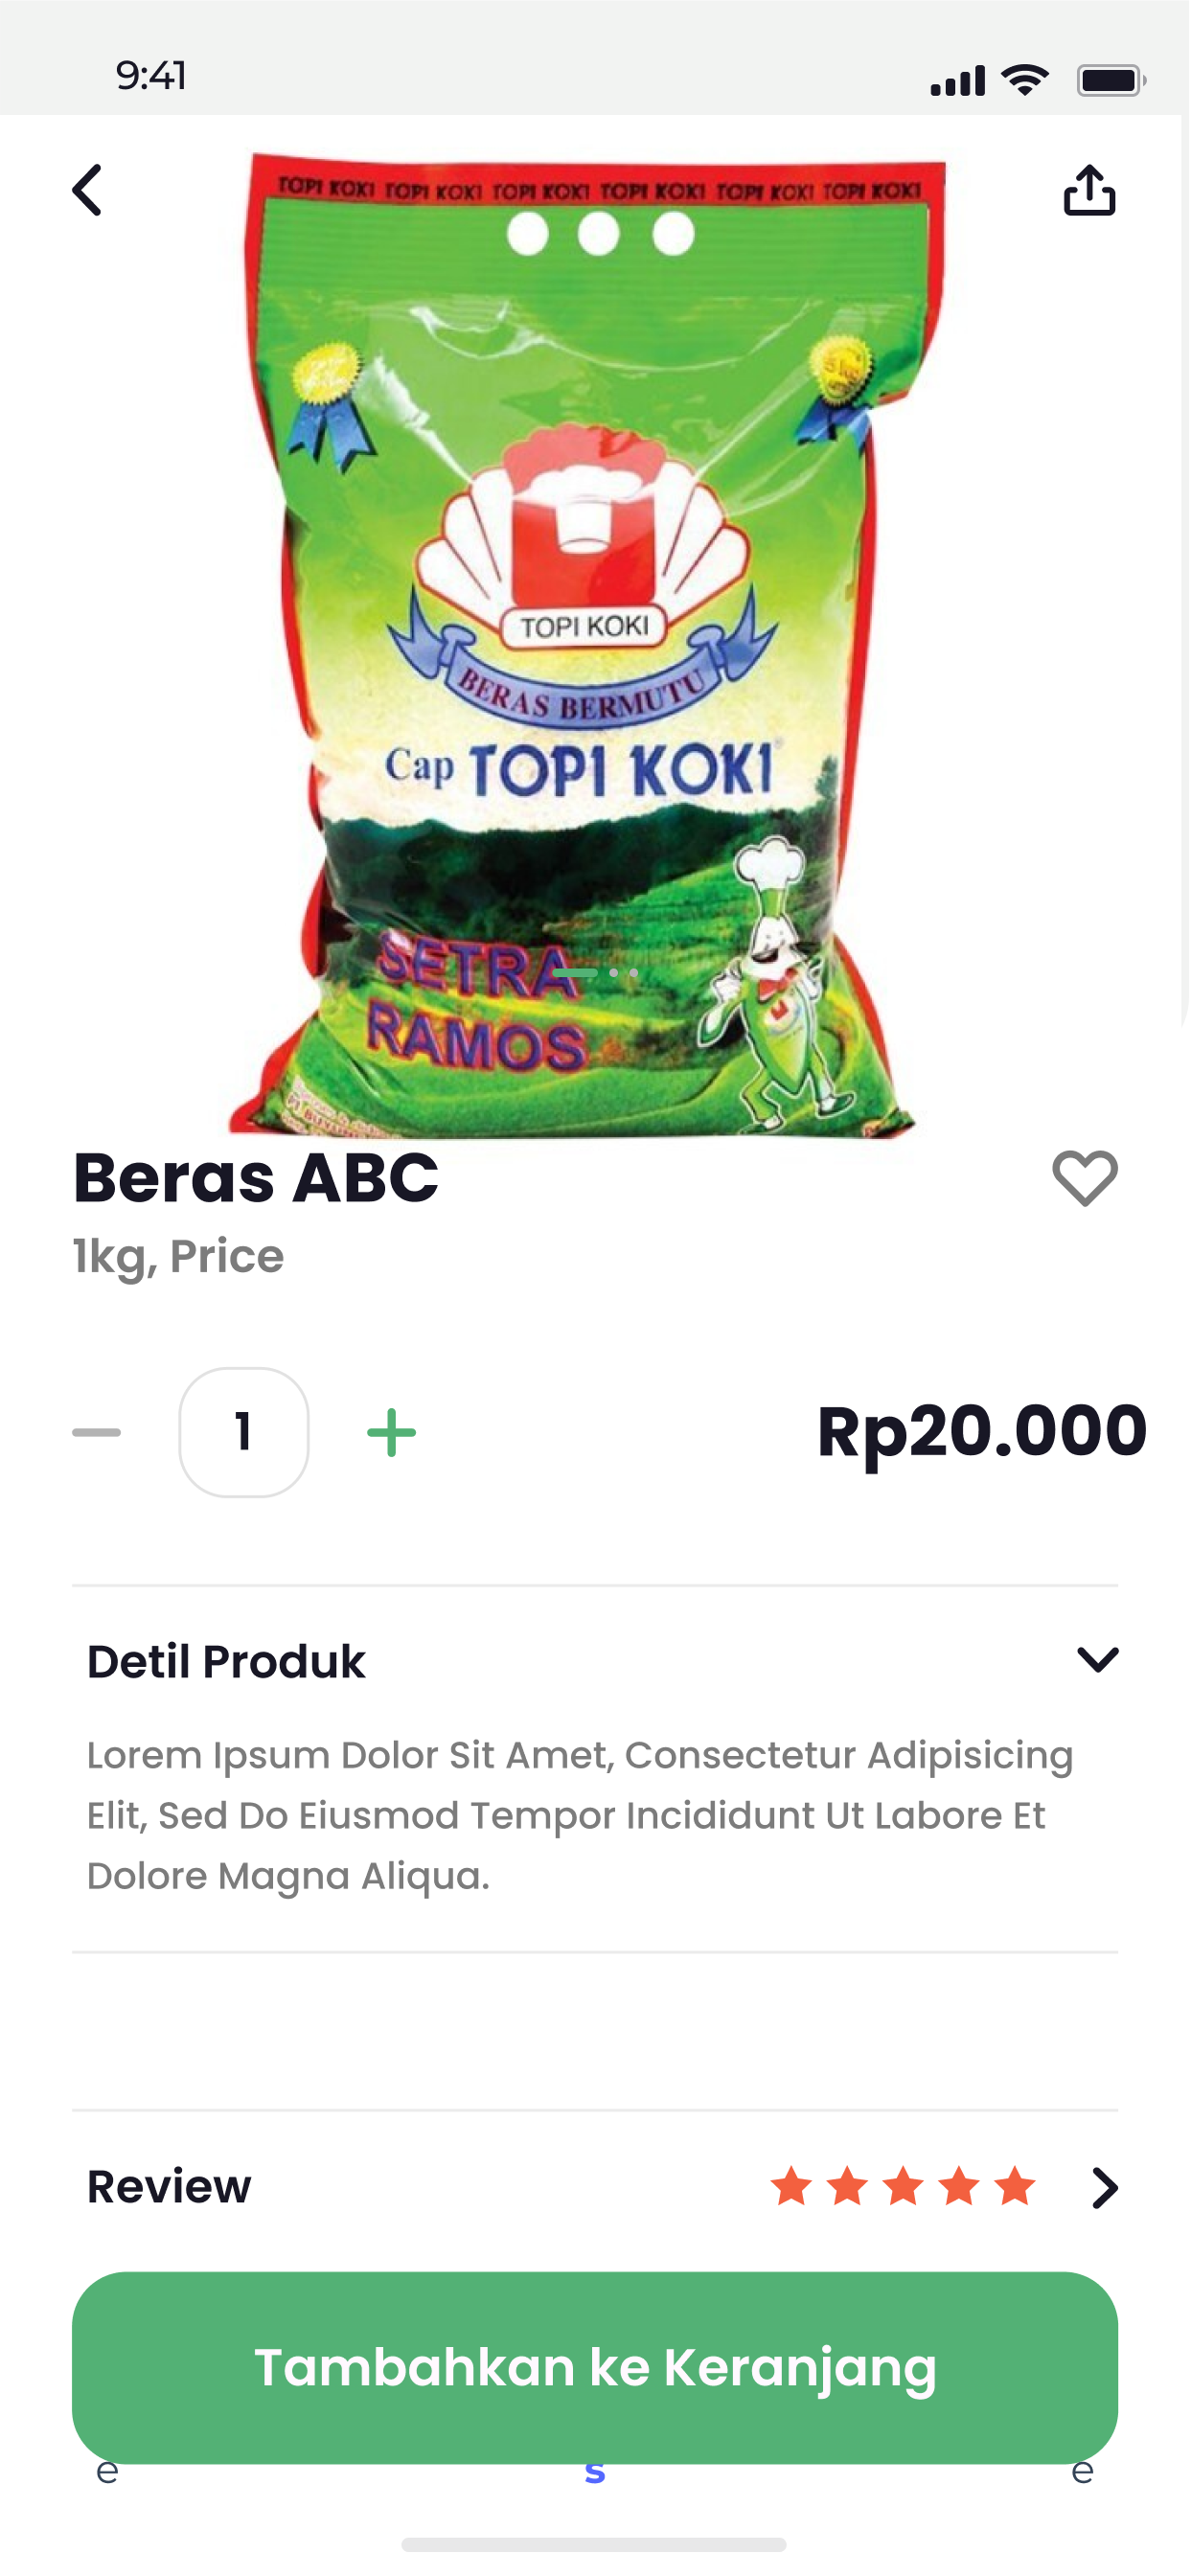 9:41
TOPI KOKI TOPI KOKI TOPI KOKI TOPI KOKI TOPI KOKI TOPI KOKI
TOPI KOKI
BERAS BERMUTU
Cap TOPI KOKI
SETRA
RAMOS
Beras ABC
1kg, Price
1
Rp20.000
Detil Produk
Lorem Ipsum Dolor Sit Amet, Consectetur Adipisicing
Elit, Sed Do Eiusmod Tempor Incididunt Ut Labore Et
Dolore Magna Aliqua.
Review
Tambahkan ke Keranjang
e s e